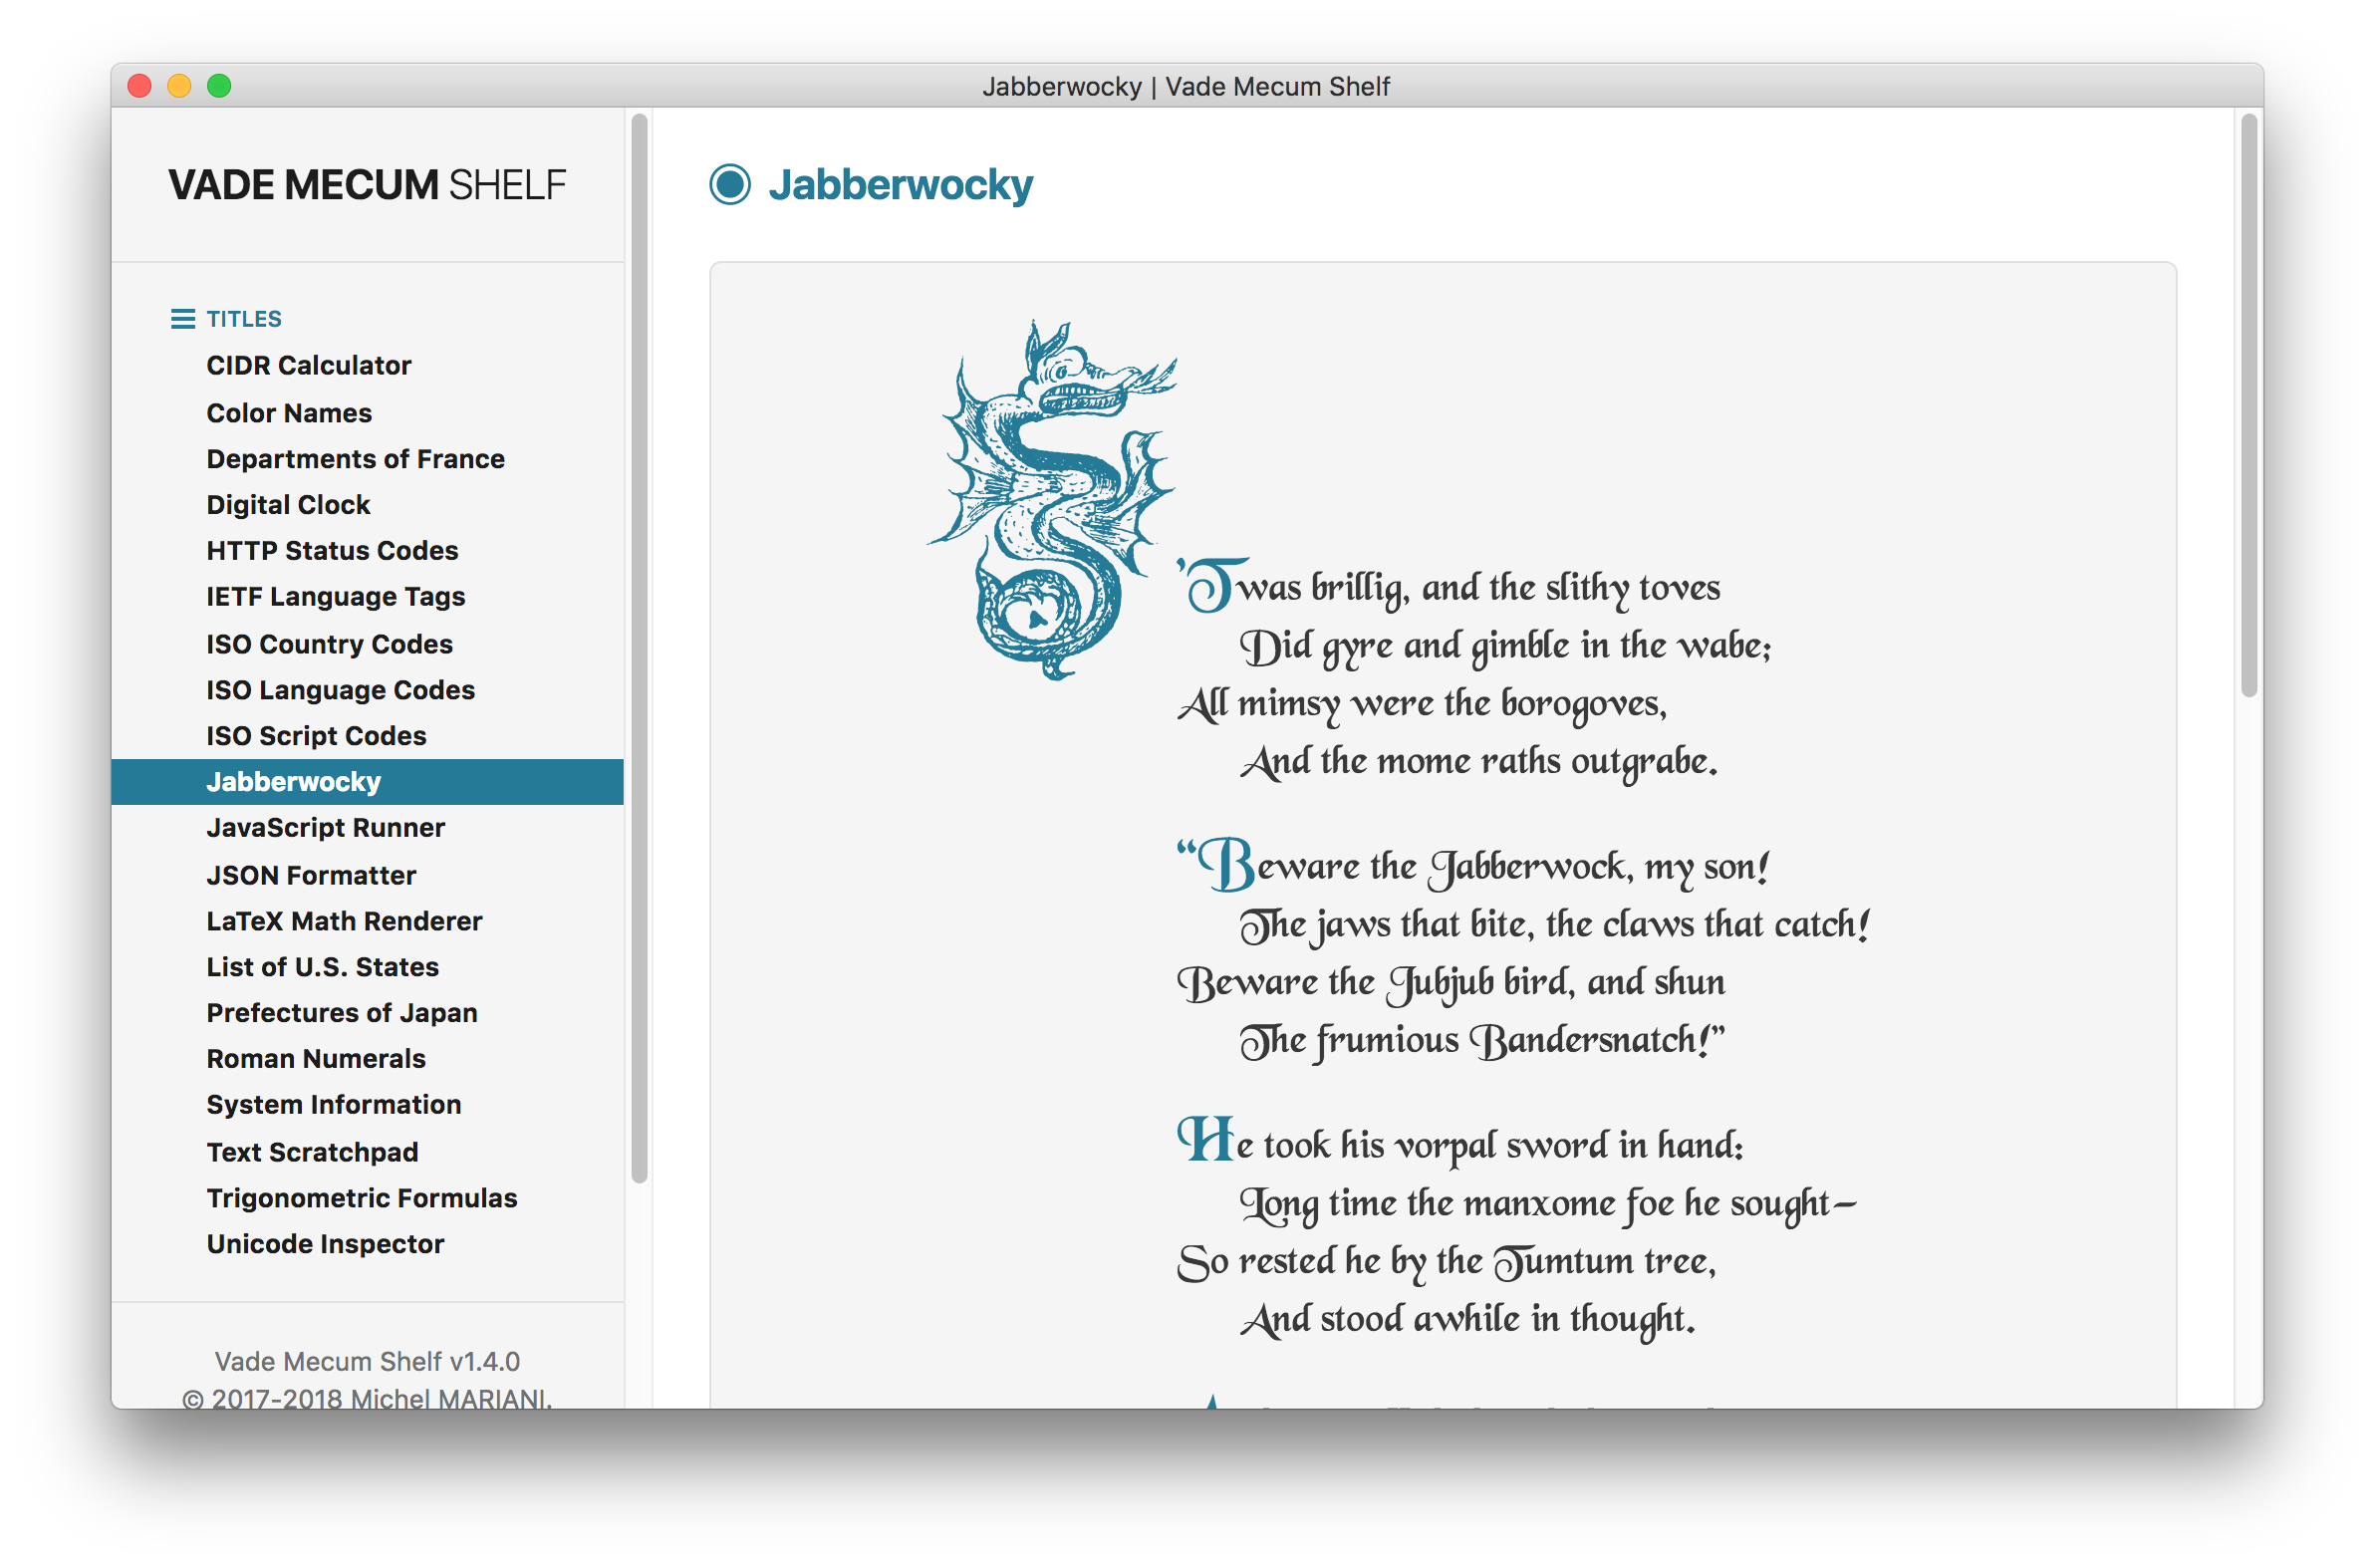 Jabberwocky | Vade Mecum Shelf
VADE MECUM SHELF
TITLES
CIDR Calculator
Color Names
Departments of France
Digital Clock
HTTP Status Codes
IETF Language Tags
ISO Country Codes
ISO Language Codes
ISO Script Codes
Jabberwocky
JavaScript Runner
JSON Formatter
LaTeX Math Renderer
List of U.S. States
Prefectures of Japan
Roman Numerals
System Information
Text Scratchpad
Trigonometric Formulas
Unicode Inspector
Vade Mecum Shelf v1.4.0
© 2017-2018 Michel MARIANI.
Jabberwocky
’Twas brillig, and the slithy toves
Did gyre and gimble in the wabe;
All mimsy were the borogoves,
And the mome raths outgrabe.
“Beware the Jabberwock, my son!
The jaws that bite, the claws that catch!
Beware the Jubjub bird, and shun
The frumious Bandersnatch!”
He took his vorpal sword in hand:
Long time the manxome foe he sought—
So rested he by the Tumtum tree,
And stood awhile in thought.